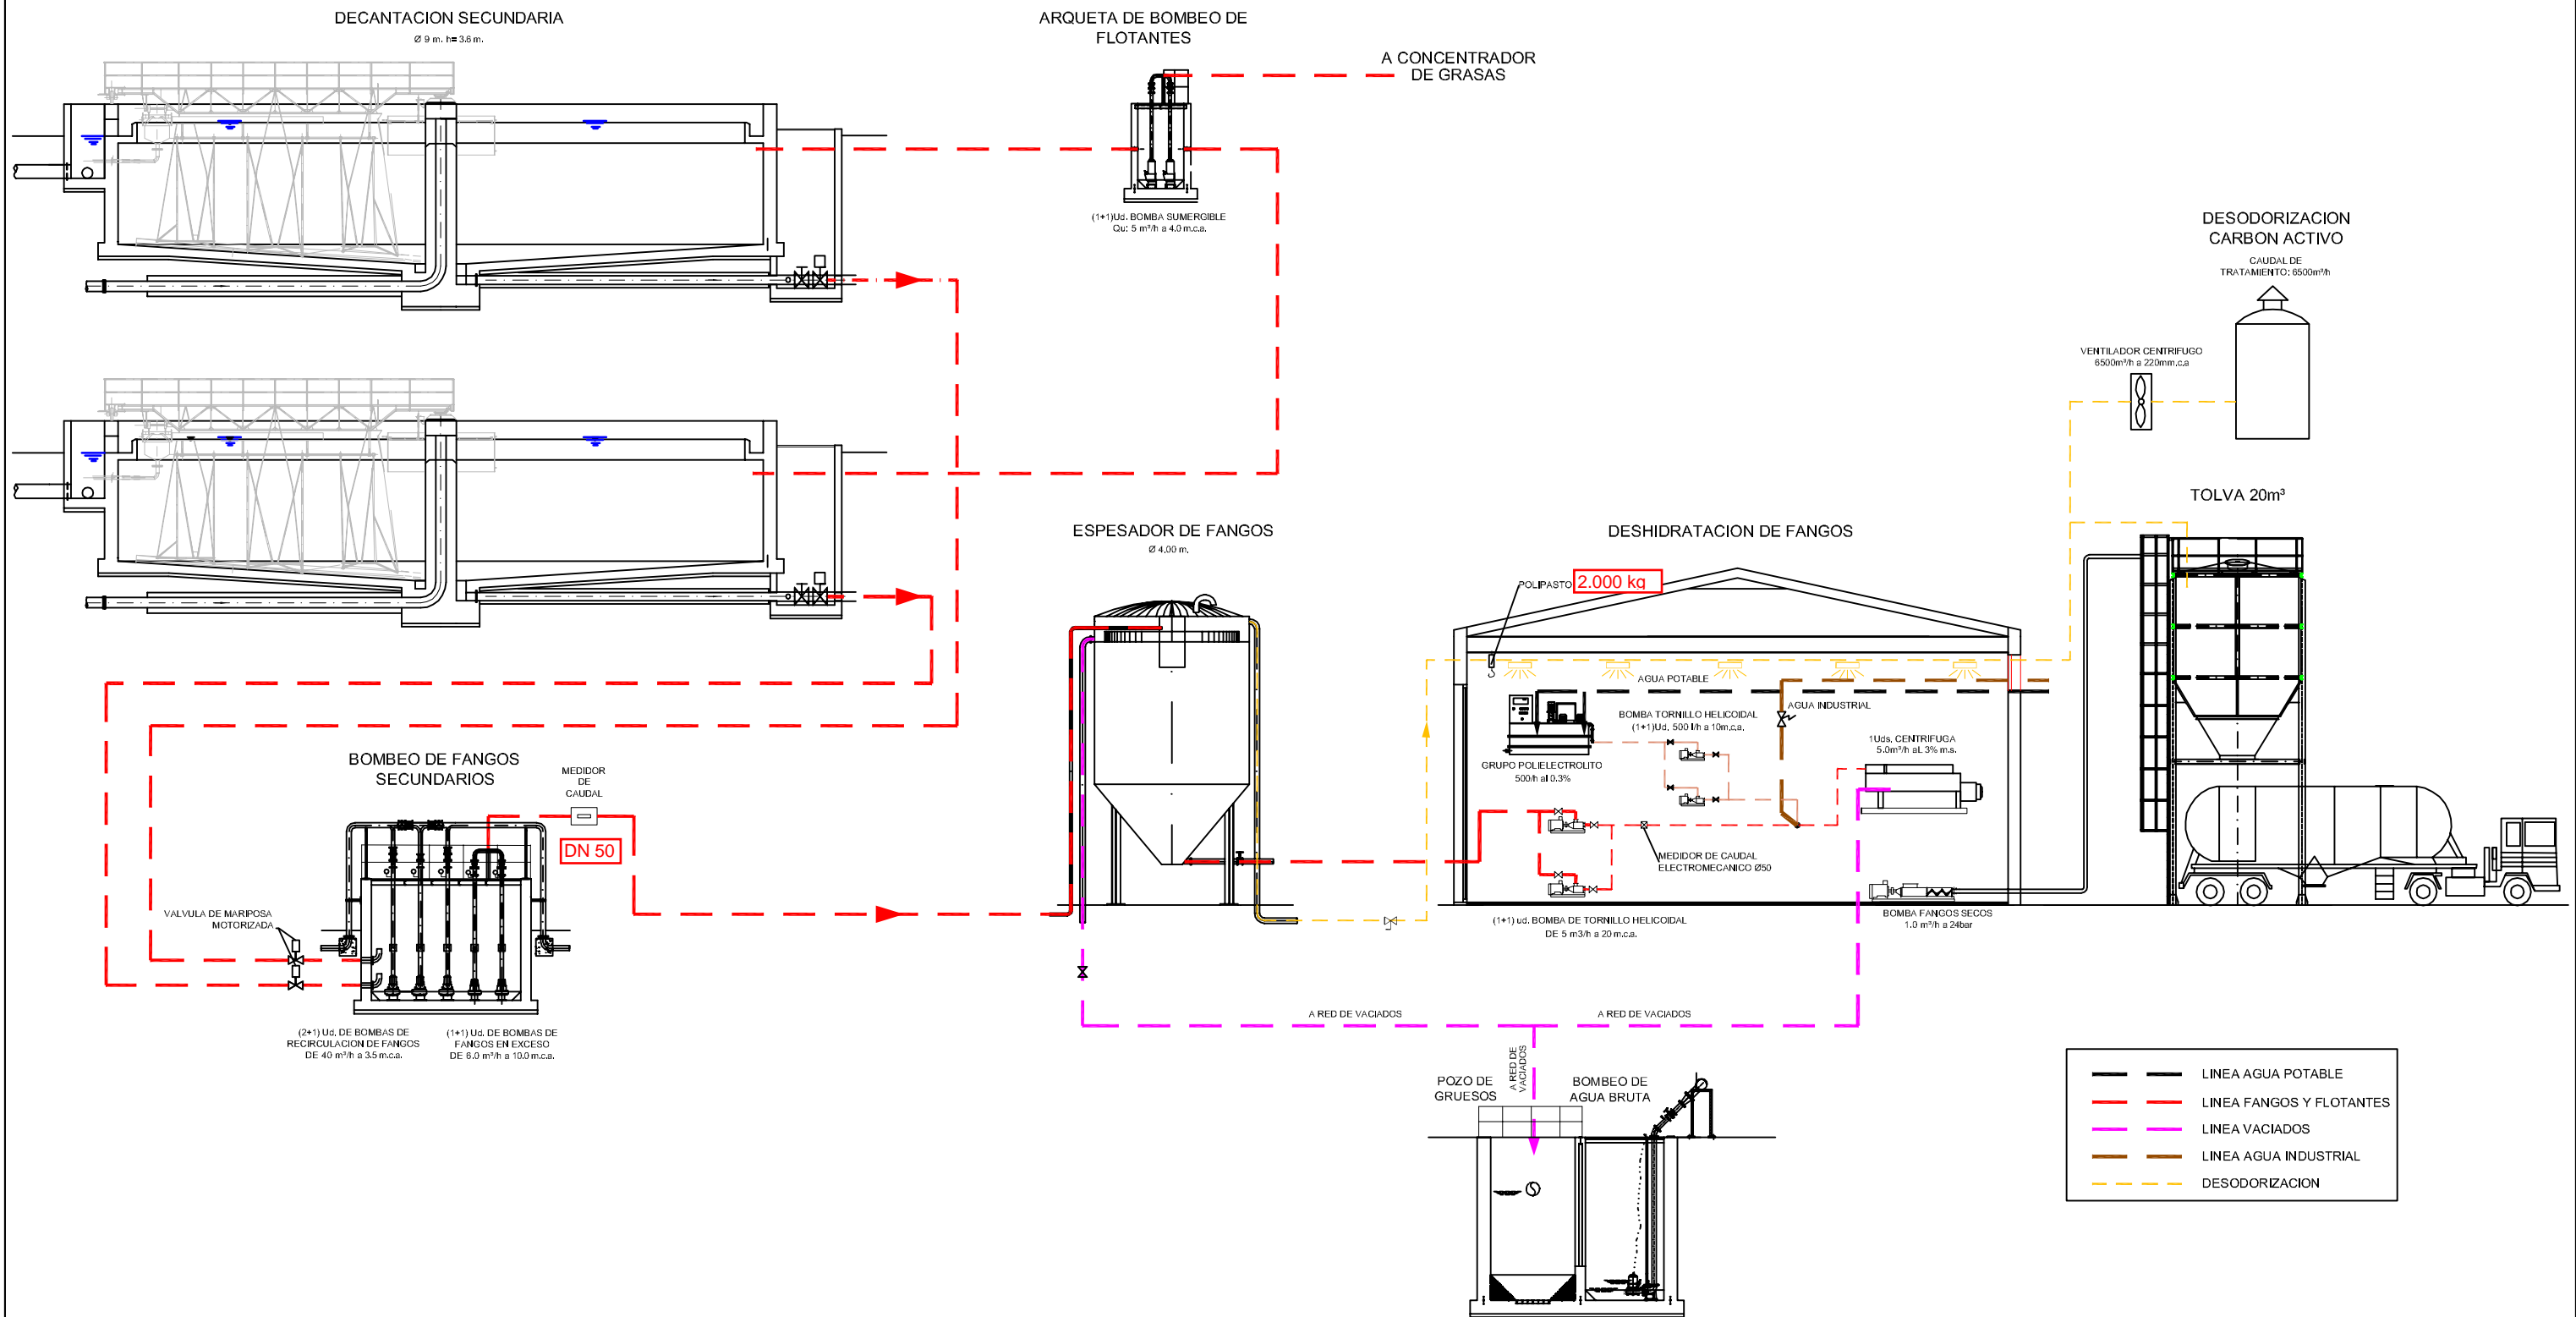 DECANTACION SECUNDARIA
Ø 9 m. h= 3.6 m.
ARQUETA DE BOMBEO DE
FLOTANTES
A CONCENTRADOR
DE GRASAS
(1+1)Ud. BOMBA SUMERGIBLE
Qu: 5 m³/h a 4.0 m.c.a.
DESODORIZACION
CARBON ACTIVO
CAUDAL DE
TRATAMIENTO: 6500m³/h
VENTILADOR CENTRIFUGO
6500m³/h a 220mm.c.a
TOLVA 20m³
ESPESADOR DE FANGOS
Ø 4,00 m.
DESHIDRATACION DE FANGOS
POLIPASTO
2.000 kg
AGUA POTABLE
AGUA INDUSTRIAL
BOMBA TORNILLO HELICOIDAL
(1+1)Ud. 500 l/h a 10m.c.a.
GRUPO POLIELECTROLITO
500/h al 0.3%
1Uds. CENTRIFUGA
5.0m³/h aL 3% m.s.
MEDIDOR DE CAUDAL
ELECTROMECANICO Ø50
(1+1) ud. BOMBA DE TORNILLO HELICOIDAL
DE 5 m3/h a 20 m.c.a.
BOMBA FANGOS SECOS
1.0 m³/h a 24bar
BOMBEO DE FANGOS
SECUNDARIOS
MEDIDOR
DE
CAUDAL
DN 50
VALVULA DE MARIPOSA
MOTORIZADA
(2+1) Ud. DE BOMBAS DE
RECIRCULACION DE FANGOS
DE 40 m³/h a 3.5 m.c.a.
(1+1) Ud. DE BOMBAS DE
FANGOS EN EXCESO
DE 6.0 m³/h a 10.0 m.c.a.
A RED DE VACIADOS
A RED DE VACIADOS
A RED DE
VACIADOS
POZO DE
GRUESOS
BOMBEO DE
AGUA BRUTA
LINEA AGUA POTABLE
LINEA FANGOS Y FLOTANTES
LINEA VACIADOS
LINEA AGUA INDUSTRIAL
DESODORIZACION